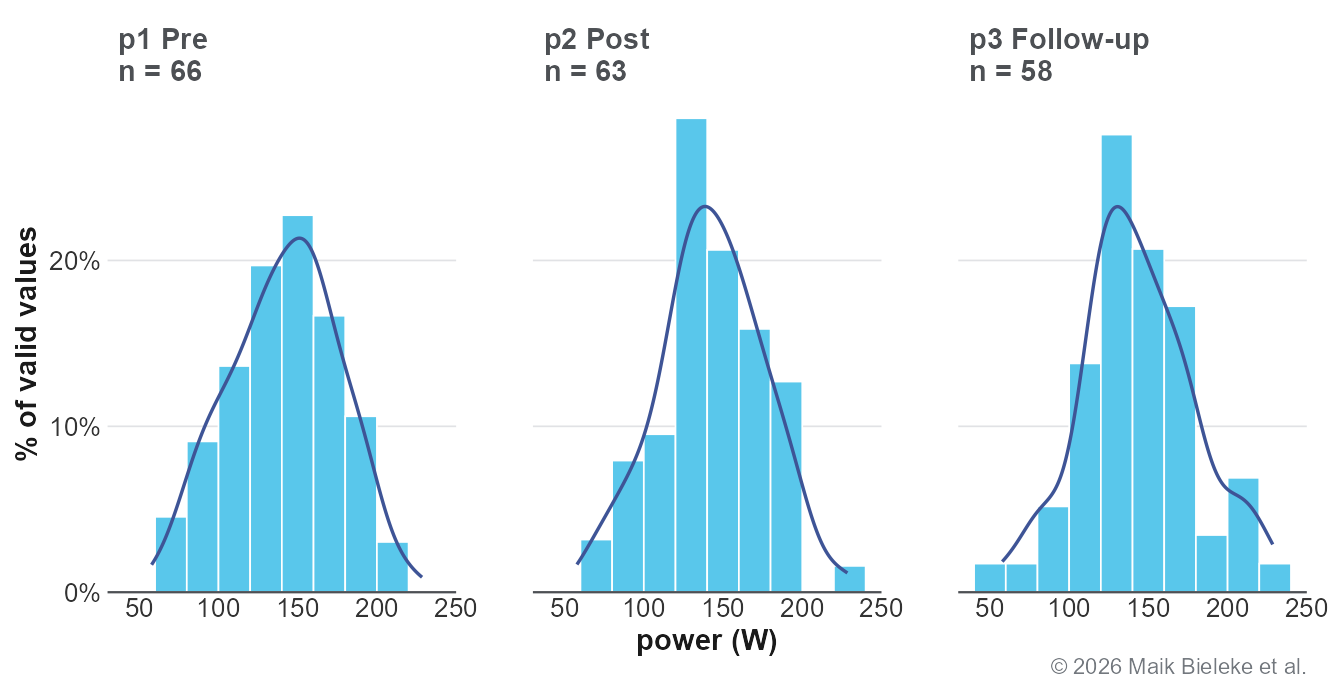 p1 Pre
n = 66
p2 Post
n = 63
p3 Follow-up
n = 58
% of valid values
20%
10%
0%
50 100 150 200 250
50 100 150 200 250
50 100 150 200 250
power (W)
© 2026 Maik Bieleke et al.